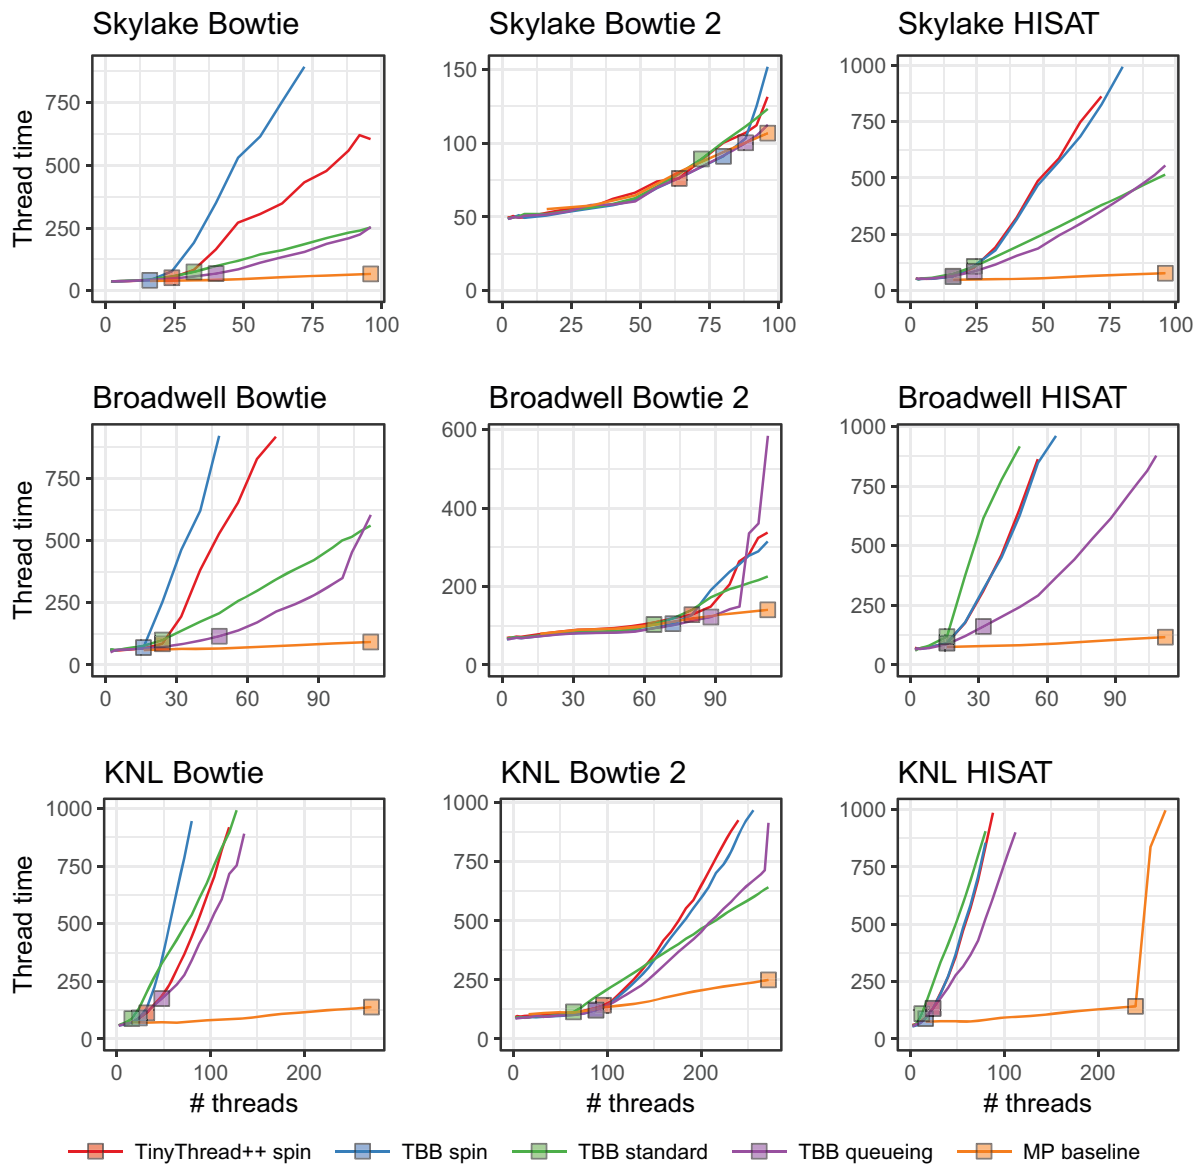 Skylake Bowtie
Skylake Bowtie 2
Skylake HISAT
Thread time
750
500
250
0
0 25 50 75 100
150
100
50
0
0 25 50 75 100
1000
750
500
250
0
0 25 50 75 100
Broadwell Bowtie
Broadwell Bowtie 2
Broadwell HISAT
Thread time
750
500
250
0
0 30 60 90
600
400
200
0
0 30 60 90
1000
750
500
250
0
0 30 60 90
KNL Bowtie
KNL Bowtie 2
KNL HISAT
Thread time
1000
750
500
250
0
0 100 200
# threads
1000
750
500
250
0
0 100 200
# threads
1000
750
500
250
0
0 100 200
# threads
TinyThread++ spin TBB spin TBB standard TBB queueing MP baseline